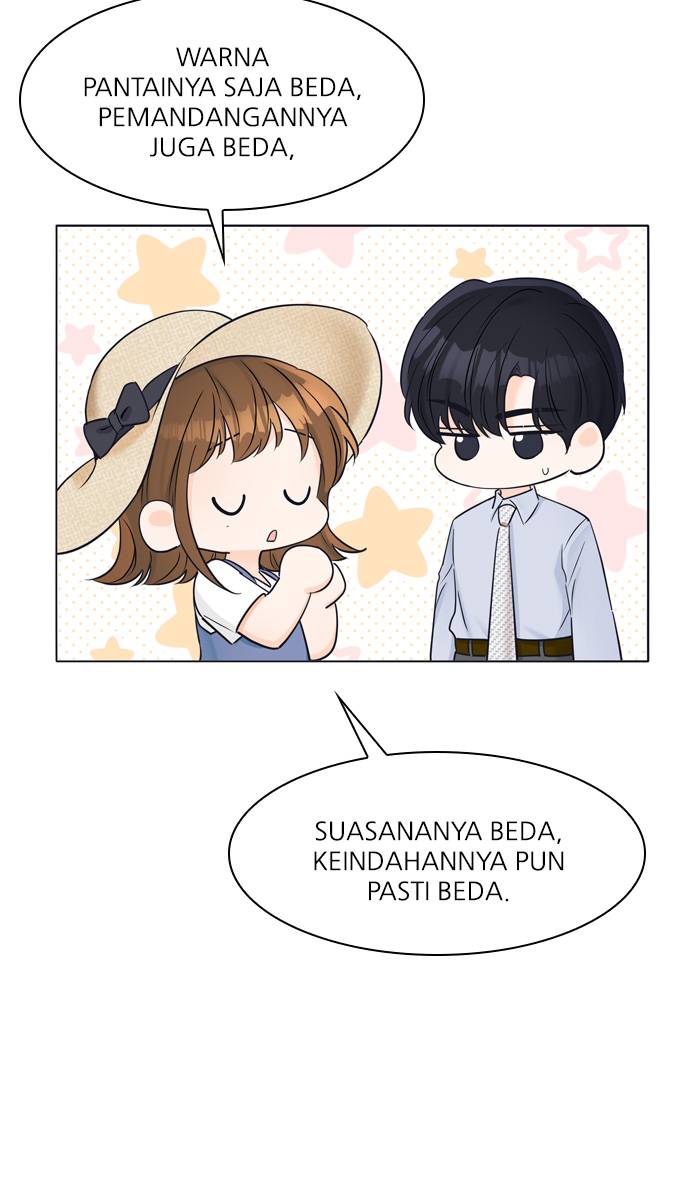 WARNA
PANTAINYA SAJA BEDA,
PEMANDANGANNYA
JUGA BEDA,
SUASANANYA BEDA,
KEINDAHANNYA PUN
PASTI BEDA.